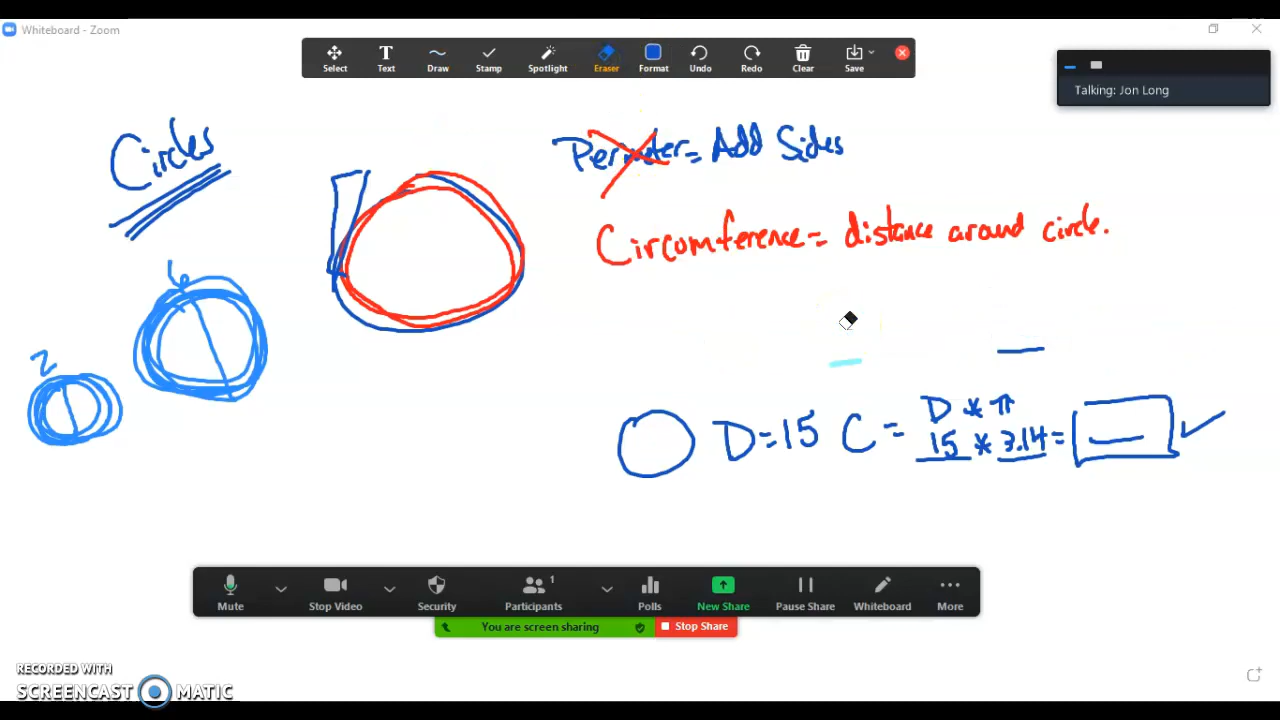 Whiteboard - Zoom
Select
Text
Draw
Stamp
Spotlight
Eraser
Format
Undo
Redo
Clear
Save
Talking: Jon Long
Circles
Perimeter = Add Sides
Circomference = distance around circle.
6
2
D = 15 C = D * π
15 * 3.14 =
Mute
Stop Video
Security
Participants
1
Polls
New Share
Pause Share
Whiteboard
More
You are screen sharing
Stop Share
RECORDED WITH
SCREENCAST MATIC